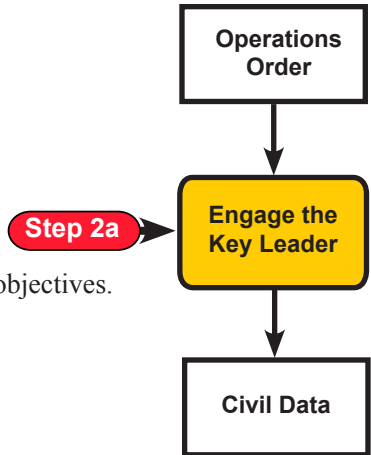 Operations
Order
Step 2a
Engage the
Key Leader
objectives.
Civil Data